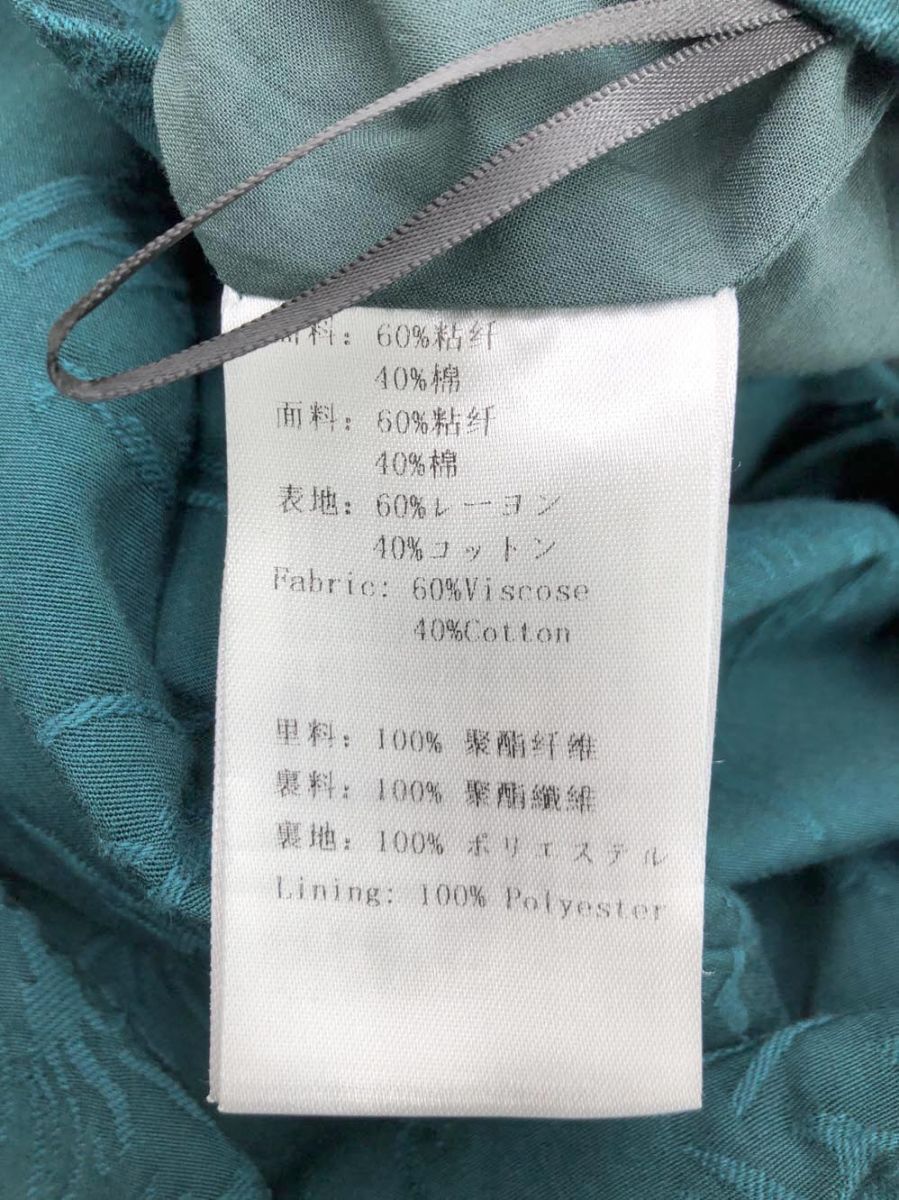 面料: 60%粘纤
40%棉
面料: 60%粘纤
40%棉
表地: 60%レーヨン
40%コットン
Fabric: 60%Viscose
40%Cotton
里料: 100% 聚酯纤维
裏料: 100% 聚酯纖維
裏地: 100% ポリエステル
Lining: 100% Polyester